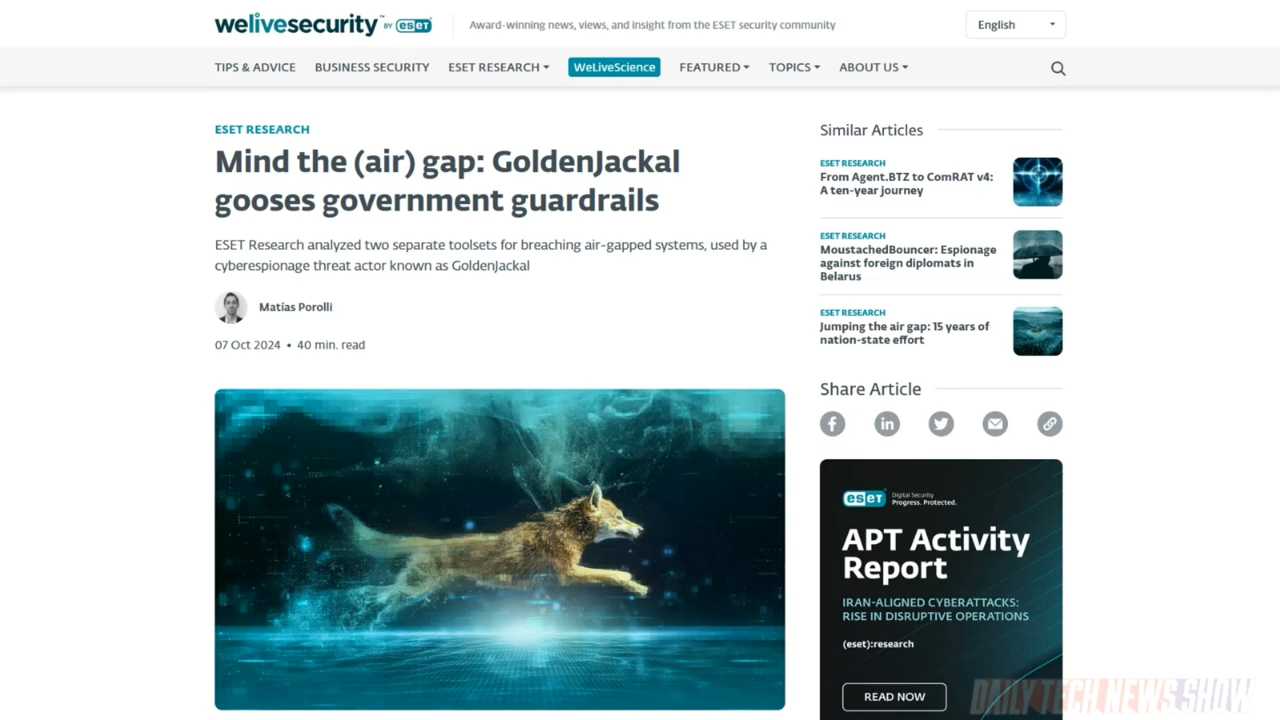 welivesecurity™ BY eset
Award-winning news, views, and insight from the ESET security community
English
TIPS & ADVICE
BUSINESS SECURITY
ESET RESEARCH
WeLiveScience
FEATURED
TOPICS
ABOUT US
ESET RESEARCH
Mind the (air) gap: GoldenJackal
gooses government guardrails
ESET Research analyzed two separate toolsets for breaching air-gapped systems, used by a
cyberespionage threat actor known as GoldenJackal
Matías Porolli
07 Oct 2024 • 40 min. read
Similar Articles
ESET RESEARCH
From Agent.BTZ to ComRAT v4:
A ten-year journey
ESET RESEARCH
MoustachedBouncer: Espionage
against foreign diplomats in
Belarus
ESET RESEARCH
Jumping the air gap: 15 years of
nation-state effort
Share Article
eset
Digital Security
Progress. Protected.
APT Activity
Report
IRAN-ALIGNED CYBERATTACKS:
RISE IN DISRUPTIVE OPERATIONS
(eset):research
READ NOW
DAILY TECH NEWS SHOW